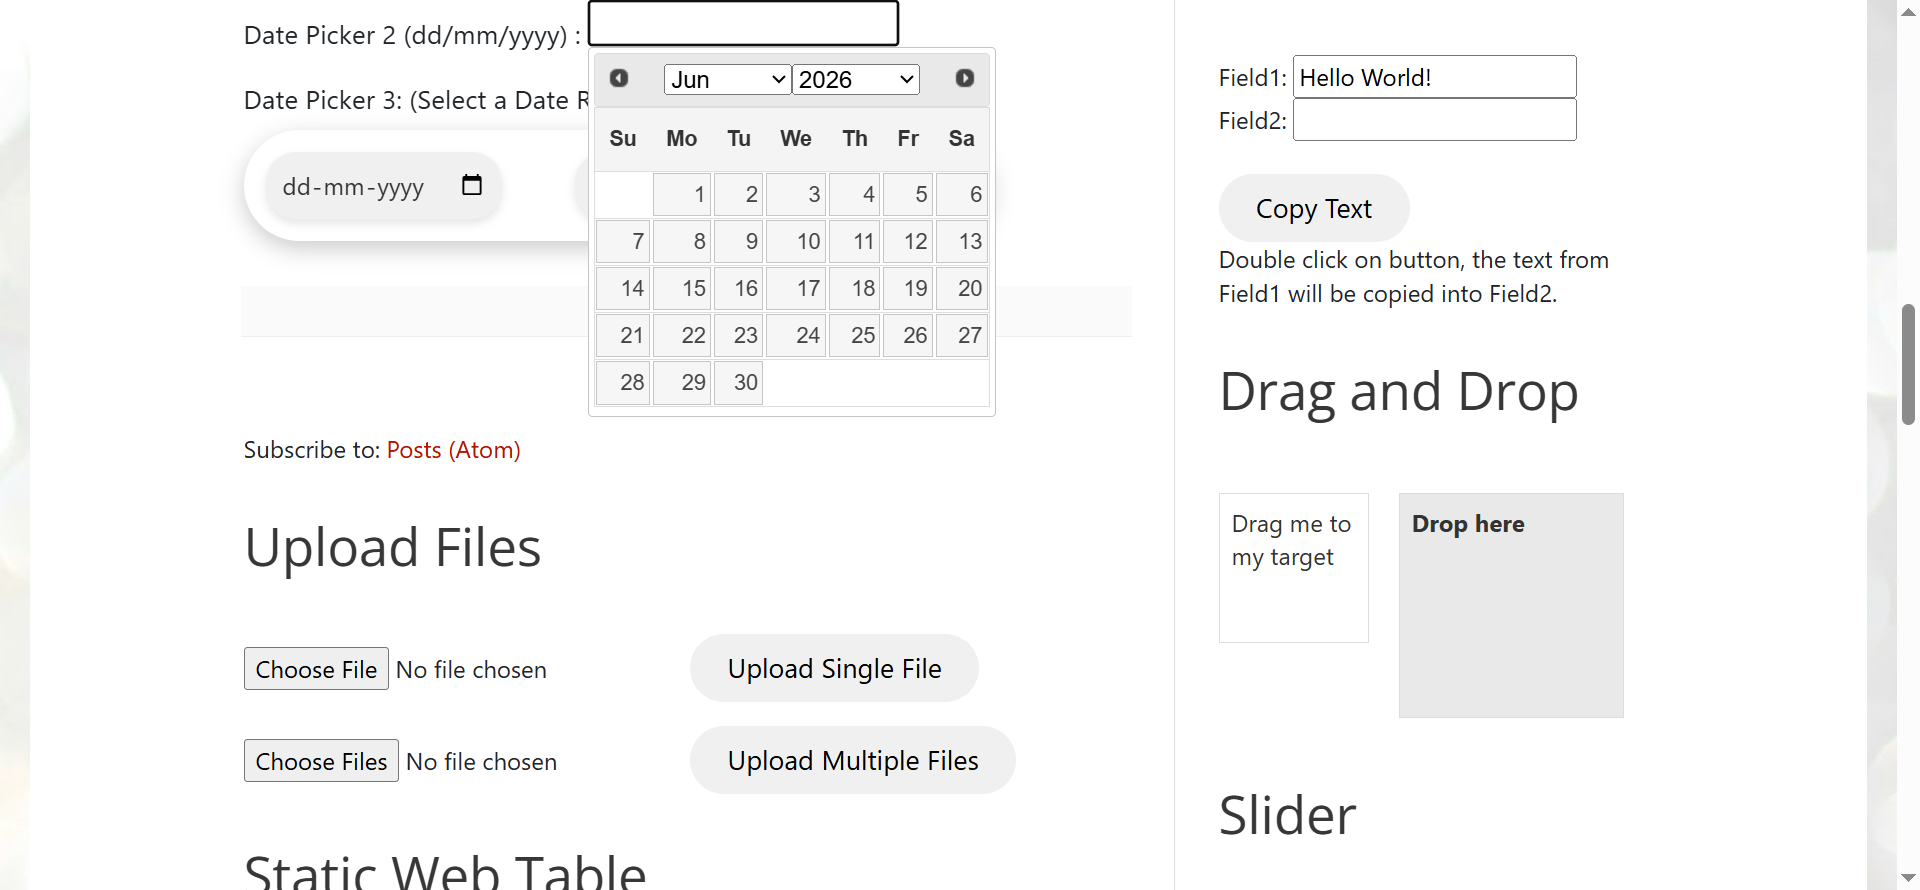 Date Picker 2 (dd/mm/yyyy) :
Date Picker 3: (Select a Date R
Jun 2026
Su Mo Tu We Th Fr Sa
1 2 3 4 5 6
7 8 9 10 11 12 13
14 15 16 17 18 19 20
21 22 23 24 25 26 27
28 29 30
dd-mm-yyyy
Subscribe to: Posts (Atom)
Upload Files
Choose File No file chosen
Upload Single File
Choose Files No file chosen
Upload Multiple Files
Static Web Table
Field1: Hello World!
Field2:
Copy Text
Double click on button, the text from
Field1 will be copied into Field2.
Drag and Drop
Drag me to
my target
Drop here
Slider